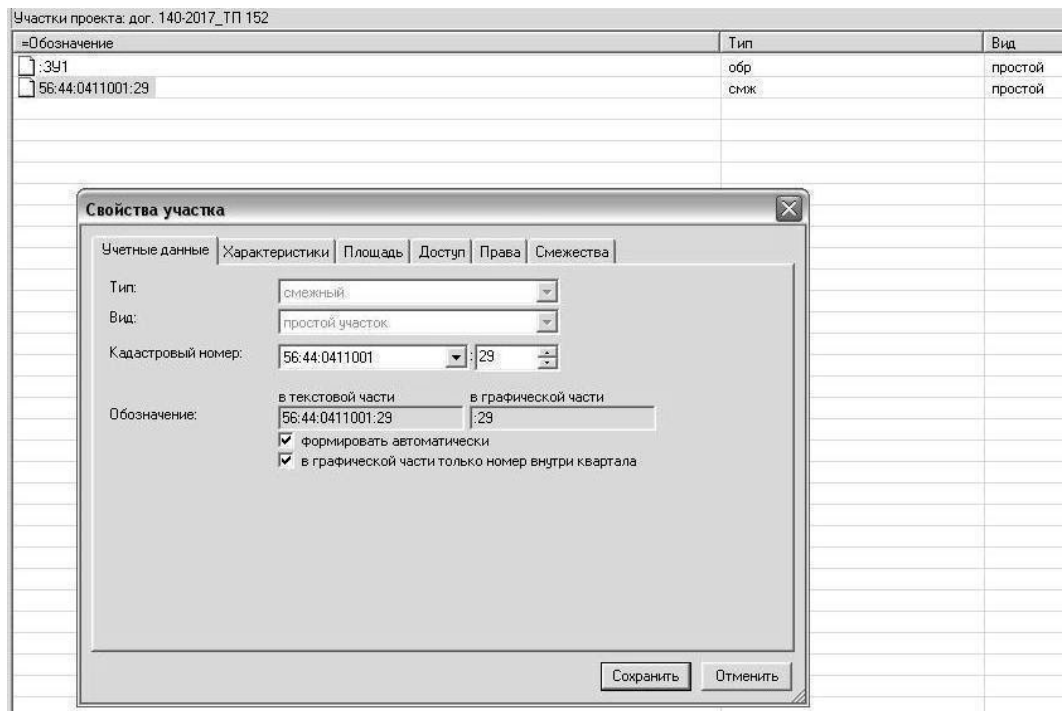 Участки проекта: дог. 140-2017_ТП 152
=Обозначение Тип Вид
:ЗУ1 обр простой
56:44:0411001:29 смж простой
Свойства участка
Учетные данные Характеристики Площадь Доступ Права Смежества
Тип: смежный
Вид: простой участок
Кадастровый номер: 56:44:0411001 : 29
в текстовой части в графической части
Обозначение: 56:44:0411001:29 :29
формировать автоматически
в графической части только номер внутри квартала
Сохранить Отменить